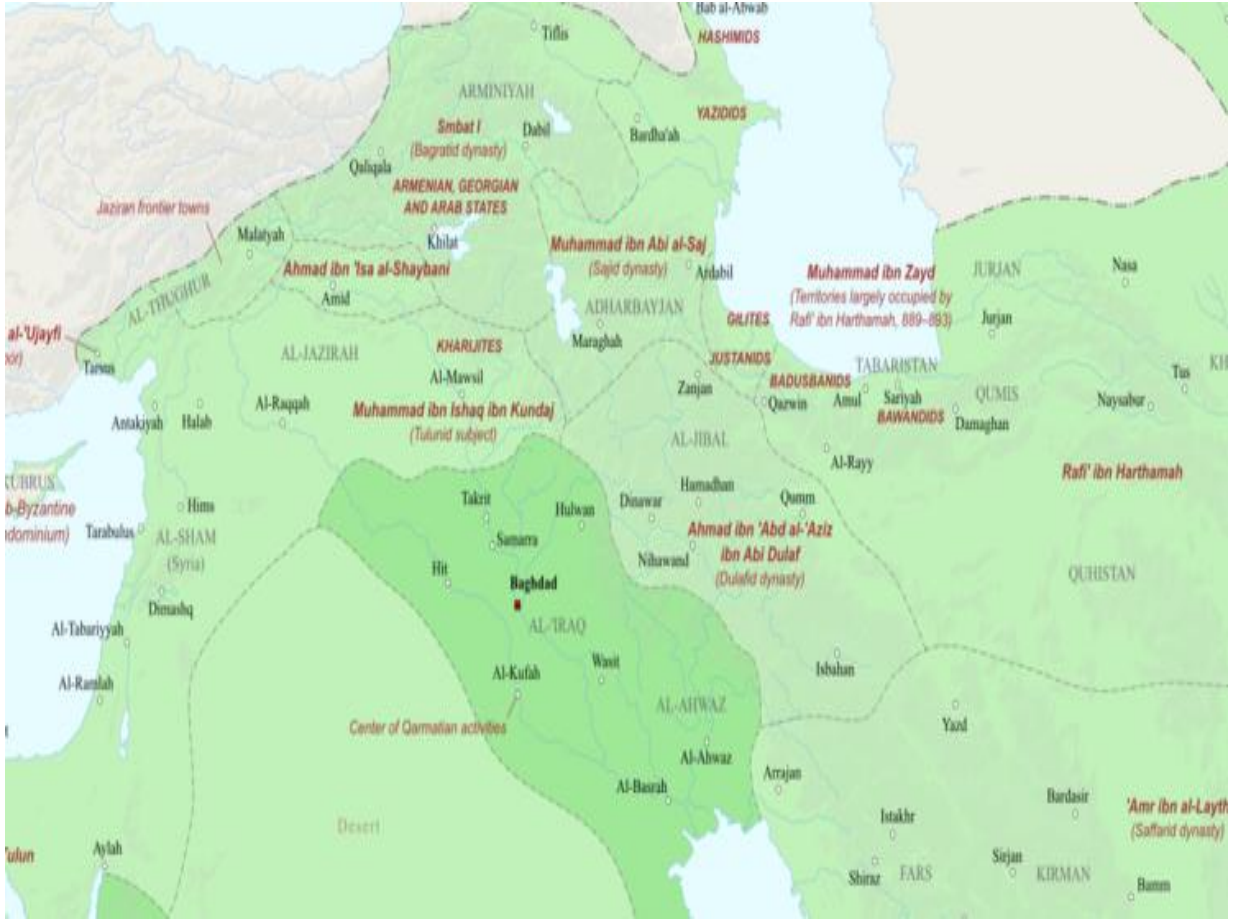 Bab al-Abwab
HASHIMIDS
Tiflis
ARMINIYAH
YAZIDIDS
Smbat I
(Bagratid dynasty)
Dabil
Bardha'ah
Qaliqala
ARMENIAN, GEORGIAN
AND ARAB STATES
Jaziran frontier towns
Malatyah
Khilat
Muhammad ibn Abi al-Saj
(Sajid dynasty)
Ardabil
Ahmad ibn 'Isa al-Shaybani
Amid
Muhammad ibn Zayd
(Territories largely occupied by
Rafi' ibn Harthamah, 889–893)
JURJAN
Nasa
Jurjan
AL-THUGHUR
ADHARBAYJAN
GILITES
Maraghah
al-'Ujayfi
Tarsus
AL-JAZIRAH
KHARIJITES
Al-Mawsil
JUSTANIDS
Zanjan
BADUSBANIDS
TABARISTAN
Qazwin
Amul
Sariyah
BAWANDIDS
QUMIS
Damaghan
Tus
KH
Naysabur
Antakiyah
Halab
Al-Raqqah
Muhammad ibn Ishaq ibn Kundaj
(Tulunid subject)
AL-JIBAL
Al-Rayy
Rafi' ibn Harthamah
KUBRUS
b-Byzantine
ndominium)
Hims
Tarabulus
AL-SHAM
(Syria)
Takrit
Samarra
Hulwan
Dinawar
Hamadhan
Qumm
Ahmad ibn 'Abd al-'Aziz
ibn Abi Dulaf
(Dulafid dynasty)
Nihawand
QUHISTAN
Hit
Baghdad
AL-'IRAQ
Dimashq
Al-Tabariyyah
Al-Ramlah
Al-Kufah
Wasit
Isbahan
Center of Qarmatian activities
AL-AHWAZ
Al-Ahwaz
Yazd
Al-Basrah
Arrajan
Bardasir
'Amr ibn al-Layth
(Saffarid dynasty)
Desert
Istakhr
Aylah
Shiraz
FARS
Sirjan
KIRMAN
Bamm